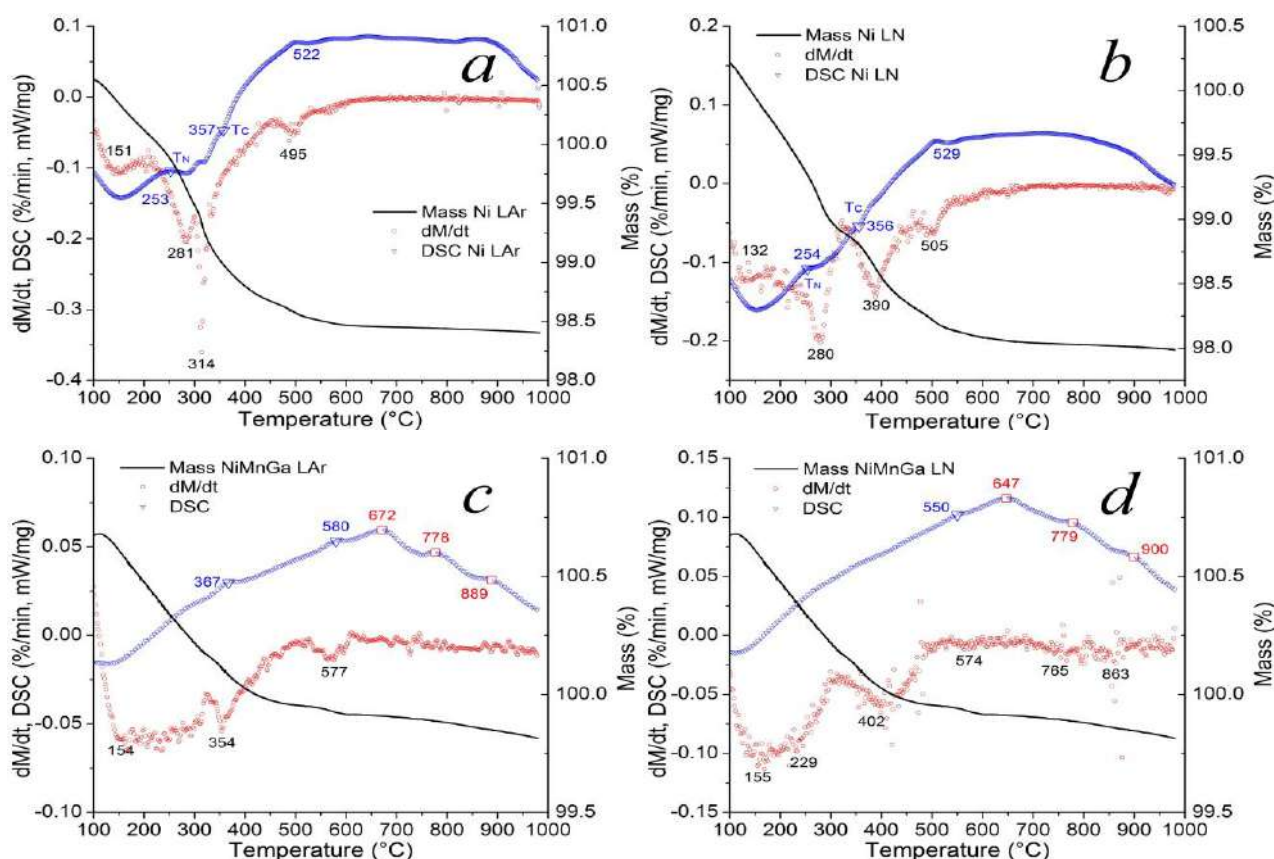 a
Mass Ni LAr
dM/dt
DSC Ni LAr
151
TN
253
281
314
357
Tc
522
495
0.1
0.0
-0.1
-0.2
-0.3
-0.4
101.0
100.5
100.0
99.5
99.0
98.5
98.0
100 200 300 400 500 600 700 800 900 1000
Temperature (°C)
dM/dt, DSC (%/min, mW/mg)
Mass (%)
b
Mass Ni LN
dM/dt
DSC Ni LN
132
254
TN
280
Tc
356
390
529
505
0.2
0.1
0.0
-0.1
-0.2
100.5
100.0
99.5
99.0
98.5
98.0
100 200 300 400 500 600 700 800 900 1000
Temperature (°C)
dM/dt, DSC (%/min, mW/mg)
Mass (%)
c
Mass NiMnGa LAr
dM/dt
DSC
367
580
672
778
889
154
354
577
0.10
0.05
0.00
-0.05
-0.10
101.0
100.5
100.0
99.5
100 200 300 400 500 600 700 800 900 1000
Temperature (°C)
dM/dt, DSC (%/min, mW/mg)
Mass (%)
d
Mass NiMnGa LN
dM/dt
DSC
550
647
779
900
155
229
402
574
765
863
0.15
0.10
0.05
0.00
-0.05
-0.10
-0.15
101.0
100.5
100.0
99.5
100 200 300 400 500 600 700 800 900 1000
Temperature (°C)
dM/dt, DSC (%/min, mW/mg)
Mass (%)